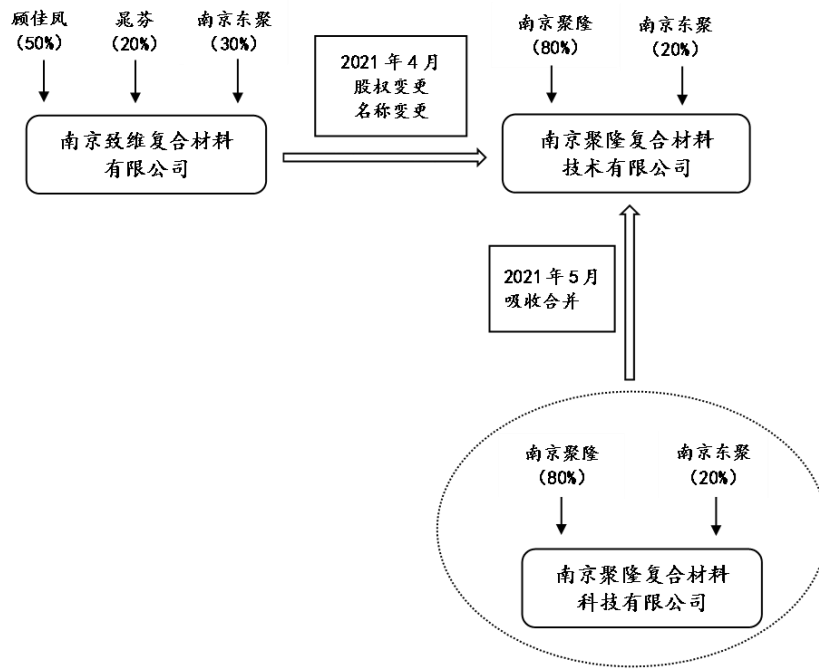 顾佳凤
(50%)
晁芬
(20%)
南京东聚
(30%)
2021年4月
股权变更
名称变更
南京聚隆
(80%)
南京东聚
(20%)
南京致维复合材料
有限公司
南京聚隆复合材料
技术有限公司
2021年5月
吸收合并
南京聚隆
(80%)
南京东聚
(20%)
南京聚隆复合材料
科技有限公司